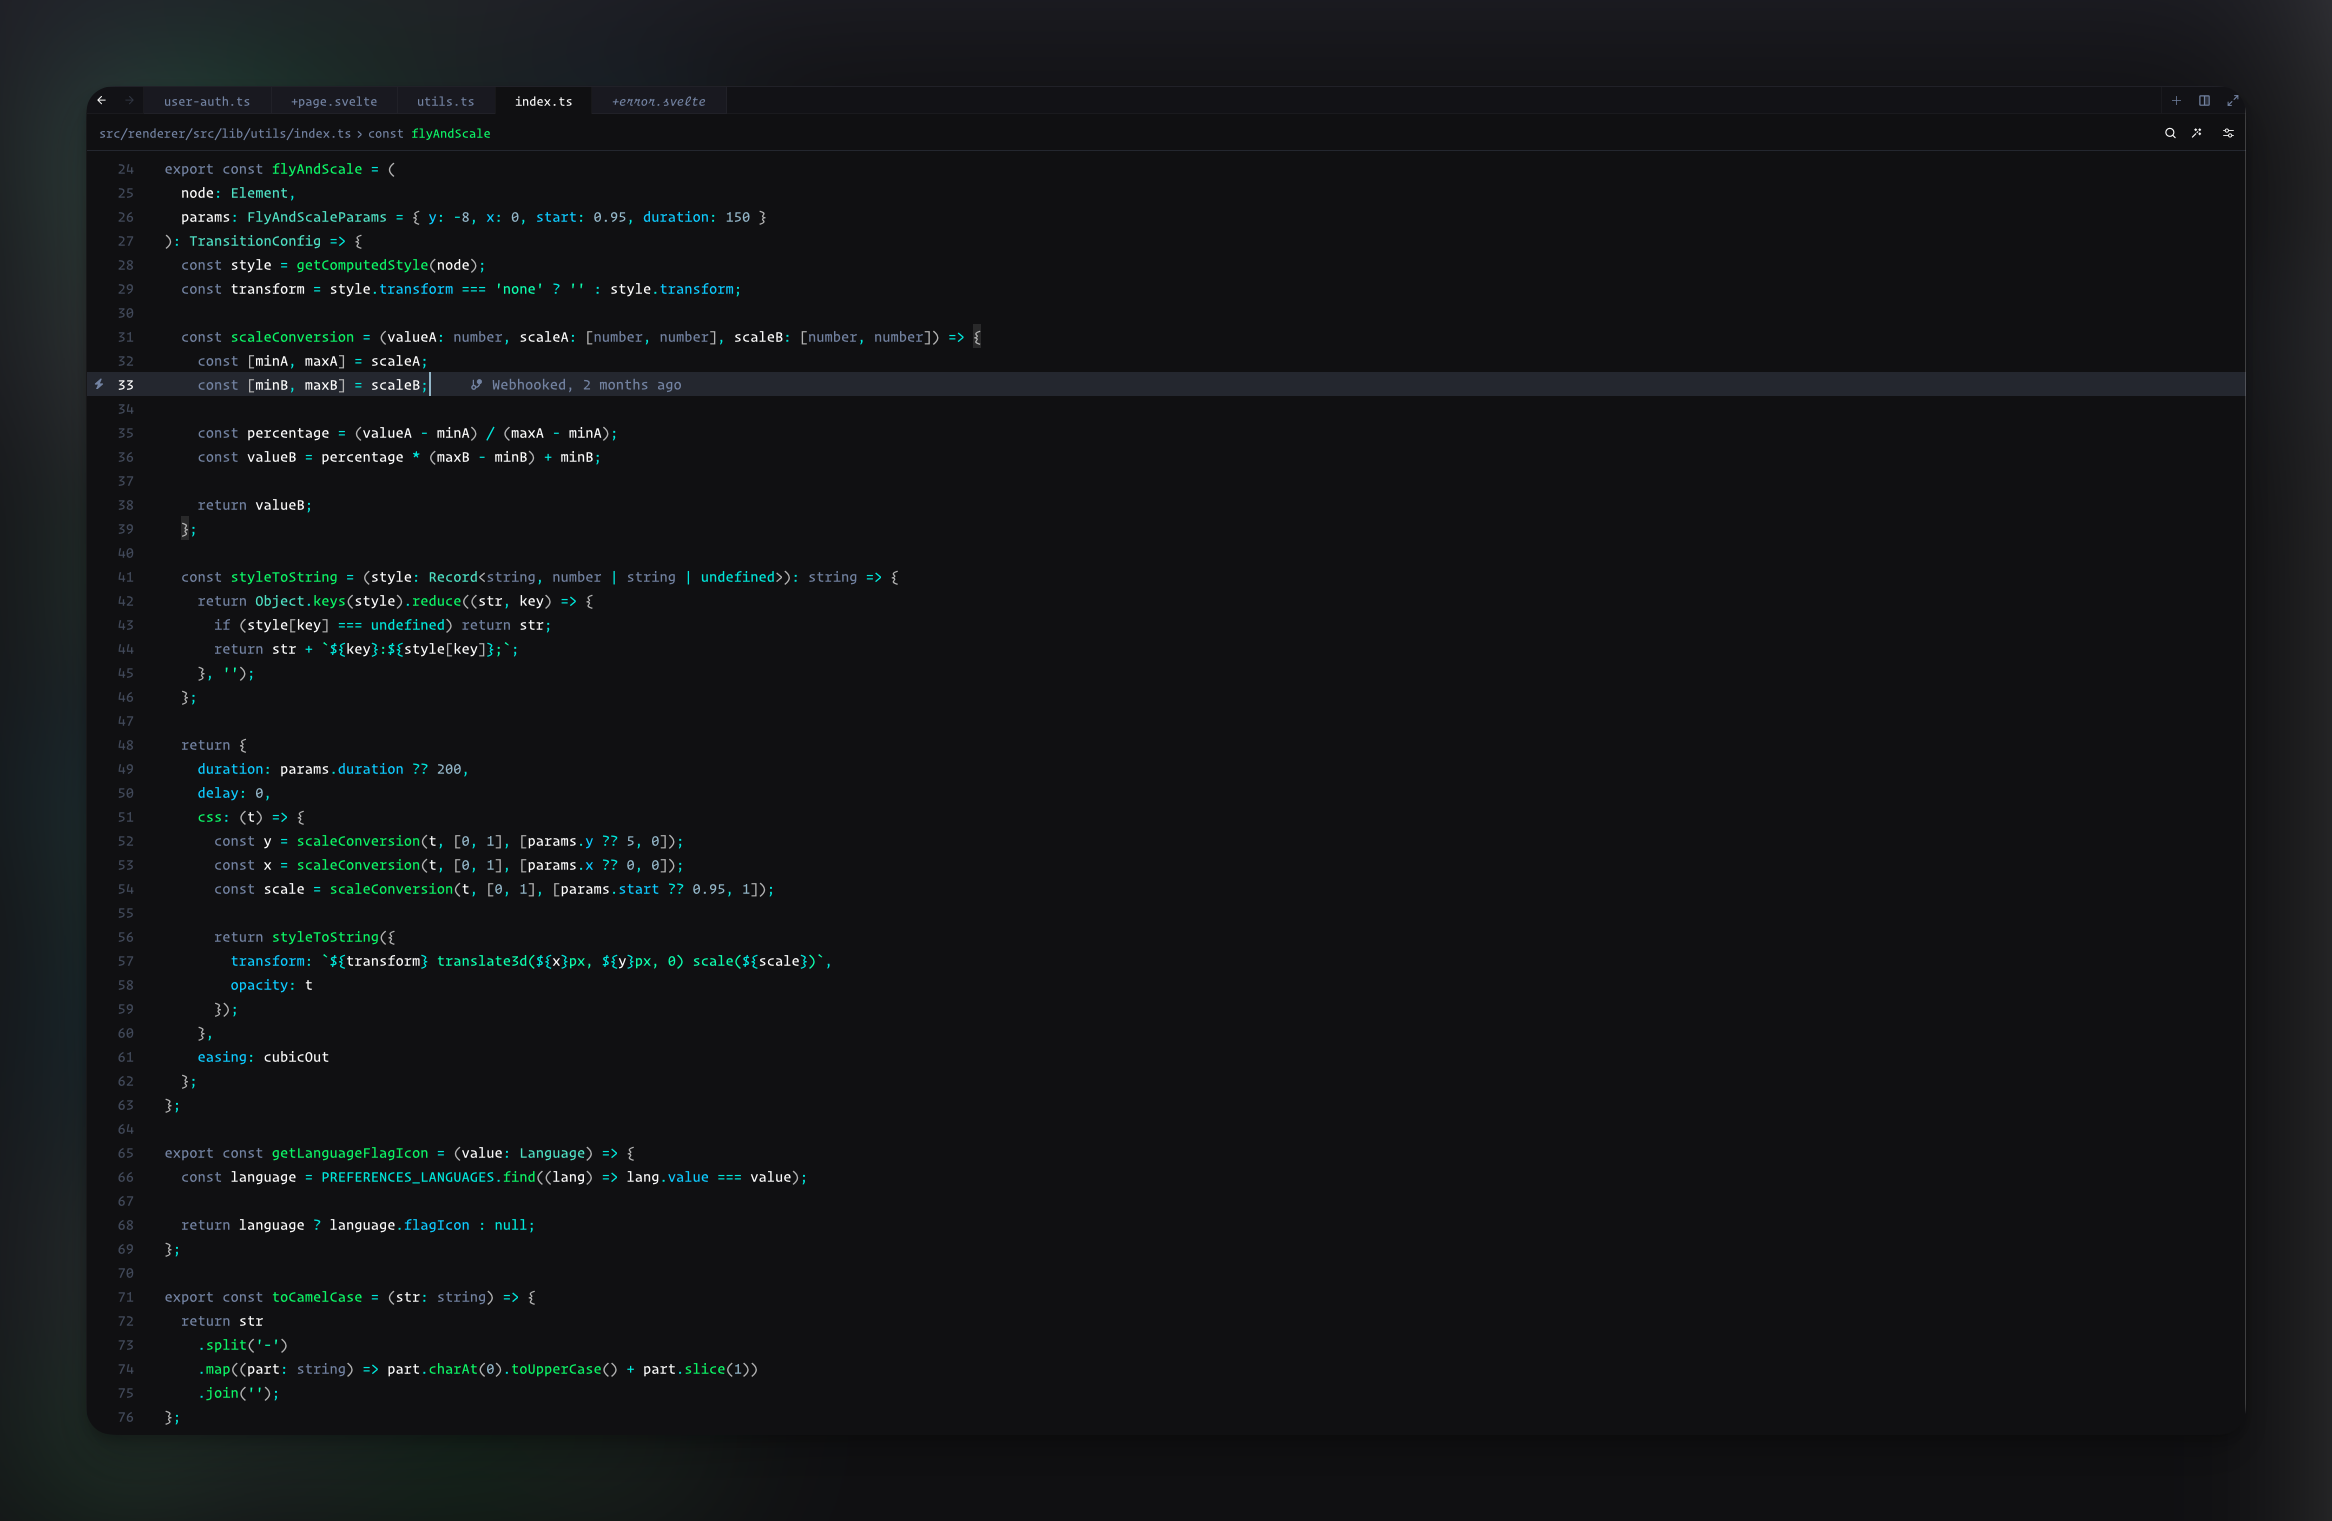 user-auth.ts +page.svelte utils.ts index.ts +error.svelte
src/renderer/src/lib/utils/index.ts › const flyAndScale
24 export const flyAndScale = (
25   node: Element,
26   params: FlyAndScaleParams = { y: -8, x: 0, start: 0.95, duration: 150 }
27 ): TransitionConfig => {
28   const style = getComputedStyle(node);
29   const transform = style.transform === 'none' ? '' : style.transform;
30
31   const scaleConversion = (valueA: number, scaleA: [number, number], scaleB: [number, number]) => {
32     const [minA, maxA] = scaleA;
33     const [minB, maxB] = scaleB; Webhooked, 2 months ago
34
35     const percentage = (valueA - minA) / (maxA - minA);
36     const valueB = percentage * (maxB - minB) + minB;
37
38     return valueB;
39   };
40
41   const styleToString = (style: Record<string, number | string | undefined>): string => {
42     return Object.keys(style).reduce((str, key) => {
43       if (style[key] === undefined) return str;
44       return str + `${key}:${style[key]};`;
45     }, '');
46   };
47
48   return {
49     duration: params.duration ?? 200,
50     delay: 0,
51     css: (t) => {
52       const y = scaleConversion(t, [0, 1], [params.y ?? 5, 0]);
53       const x = scaleConversion(t, [0, 1], [params.x ?? 0, 0]);
54       const scale = scaleConversion(t, [0, 1], [params.start ?? 0.95, 1]);
55
56       return styleToString({
57         transform: `${transform} translate3d(${x}px, ${y}px, 0) scale(${scale})`,
58         opacity: t
59       });
60     },
61     easing: cubicOut
62   };
63 };
64
65 export const getLanguageFlagIcon = (value: Language) => {
66   const language = PREFERENCES_LANGUAGES.find((lang) => lang.value === value);
67
68   return language ? language.flagIcon : null;
69 };
70
71 export const toCamelCase = (str: string) => {
72   return str
73     .split('-')
74     .map((part: string) => part.charAt(0).toUpperCase() + part.slice(1))
75     .join('');
76 };